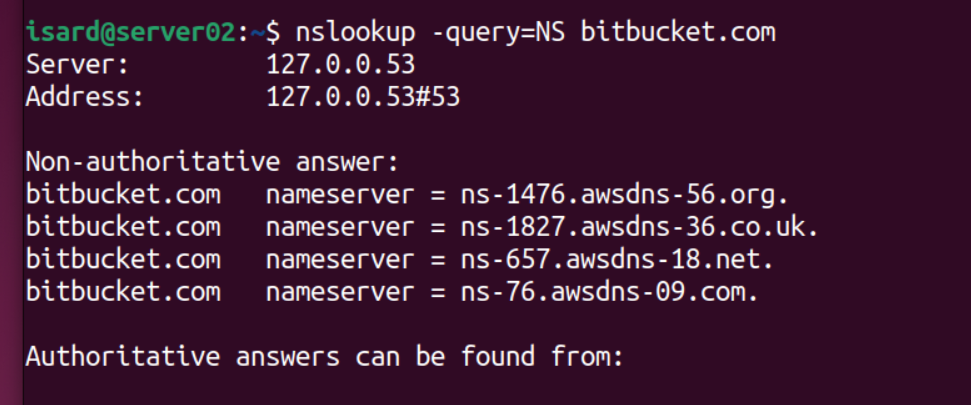 isard@server02:~$ nslookup -query=NS bitbucket.com
Server:         127.0.0.53
Address:        127.0.0.53#53

Non-authoritative answer:
bitbucket.com   nameserver = ns-1476.awsdns-56.org.
bitbucket.com   nameserver = ns-1827.awsdns-36.co.uk.
bitbucket.com   nameserver = ns-657.awsdns-18.net.
bitbucket.com   nameserver = ns-76.awsdns-09.com.

Authoritative answers can be found from: